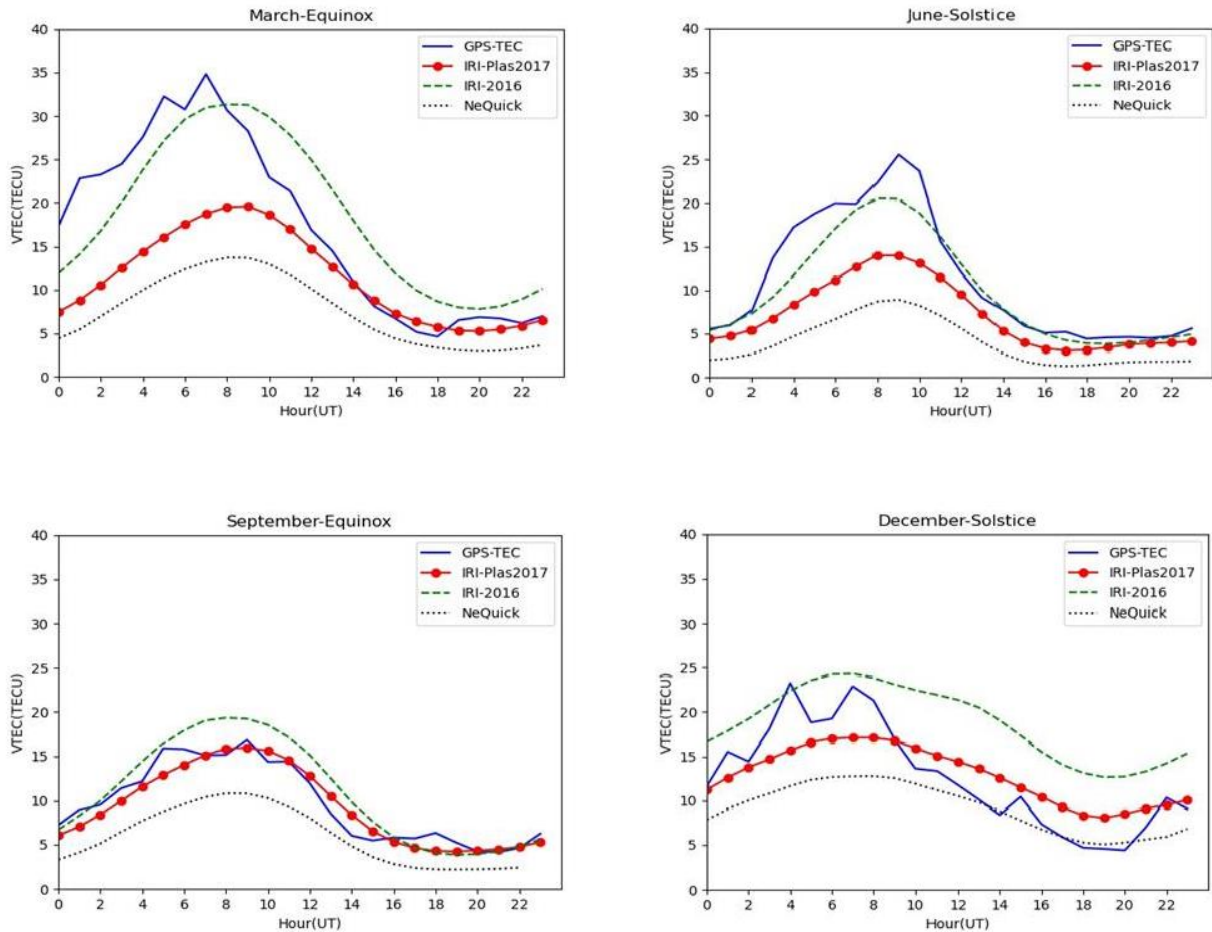 March-Equinox
40
35
30
25
20
15
10
5
0
VTEC(TECU)
GPS-TEC
IRI-Plas2017
IRI-2016
NeQuick
0 2 4 6 8 10 12 14 16 18 20 22
Hour(UT)
June-Solstice
40
35
30
25
20
15
10
5
0
VTEC(TECU)
GPS-TEC
IRI-Plas2017
IRI-2016
NeQuick
0 2 4 6 8 10 12 14 16 18 20 22
Hour(UT)
September-Equinox
40
35
30
25
20
15
10
5
0
VTEC(TECU)
GPS-TEC
IRI-Plas2017
IRI-2016
NeQuick
0 2 4 6 8 10 12 14 16 18 20 22
Hour(UT)
December-Solstice
40
35
30
25
20
15
10
5
0
VTEC(TECU)
GPS-TEC
IRI-Plas2017
IRI-2016
NeQuick
0 2 4 6 8 10 12 14 16 18 20 22
Hour(UT)